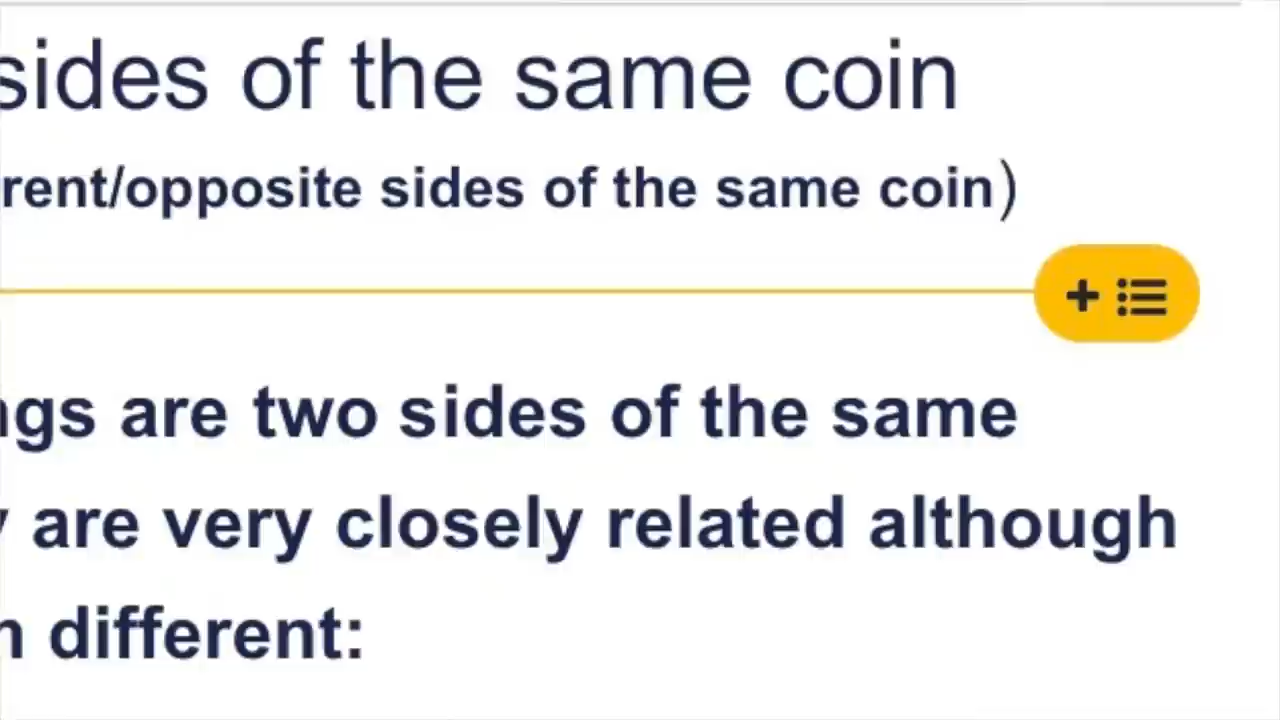 sides of the same coin
rent/opposite sides of the same coin)
ngs are two sides of the same
y are very closely related although
different: